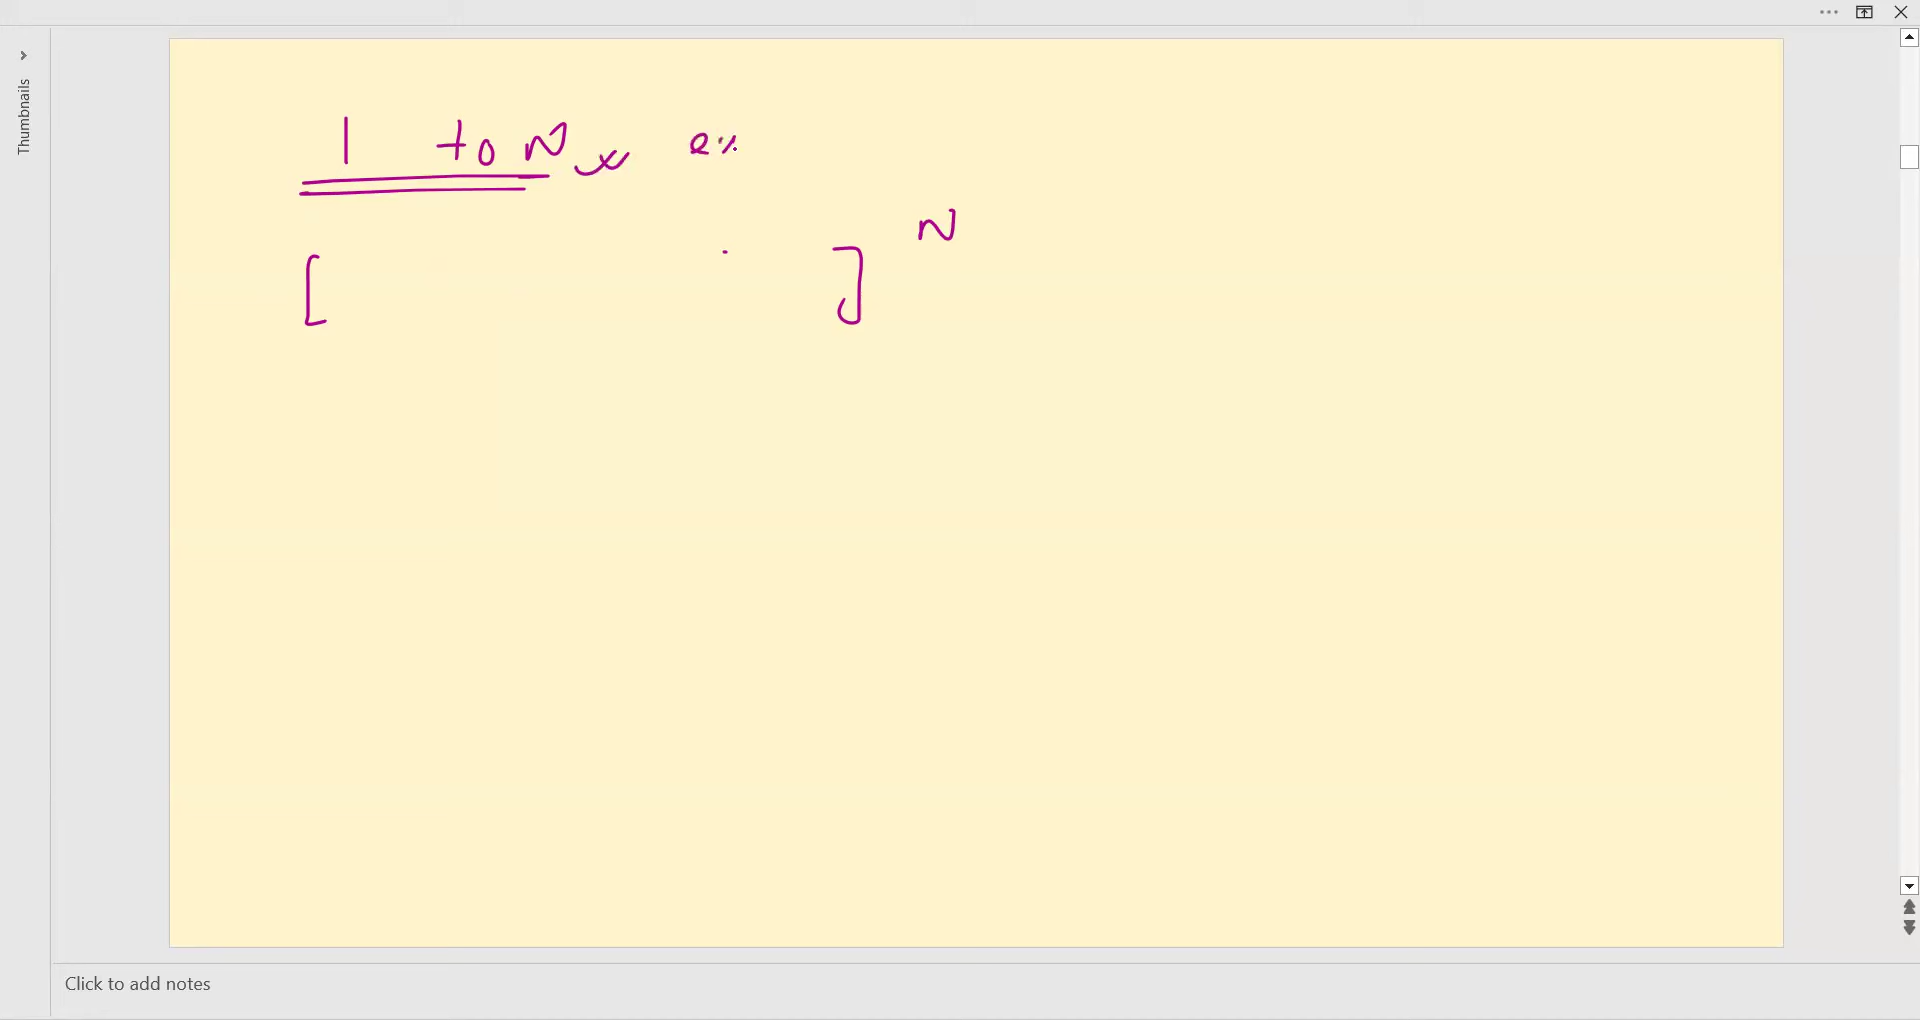 Thumbnails
1 to N
N
[ ]
Click to add notes